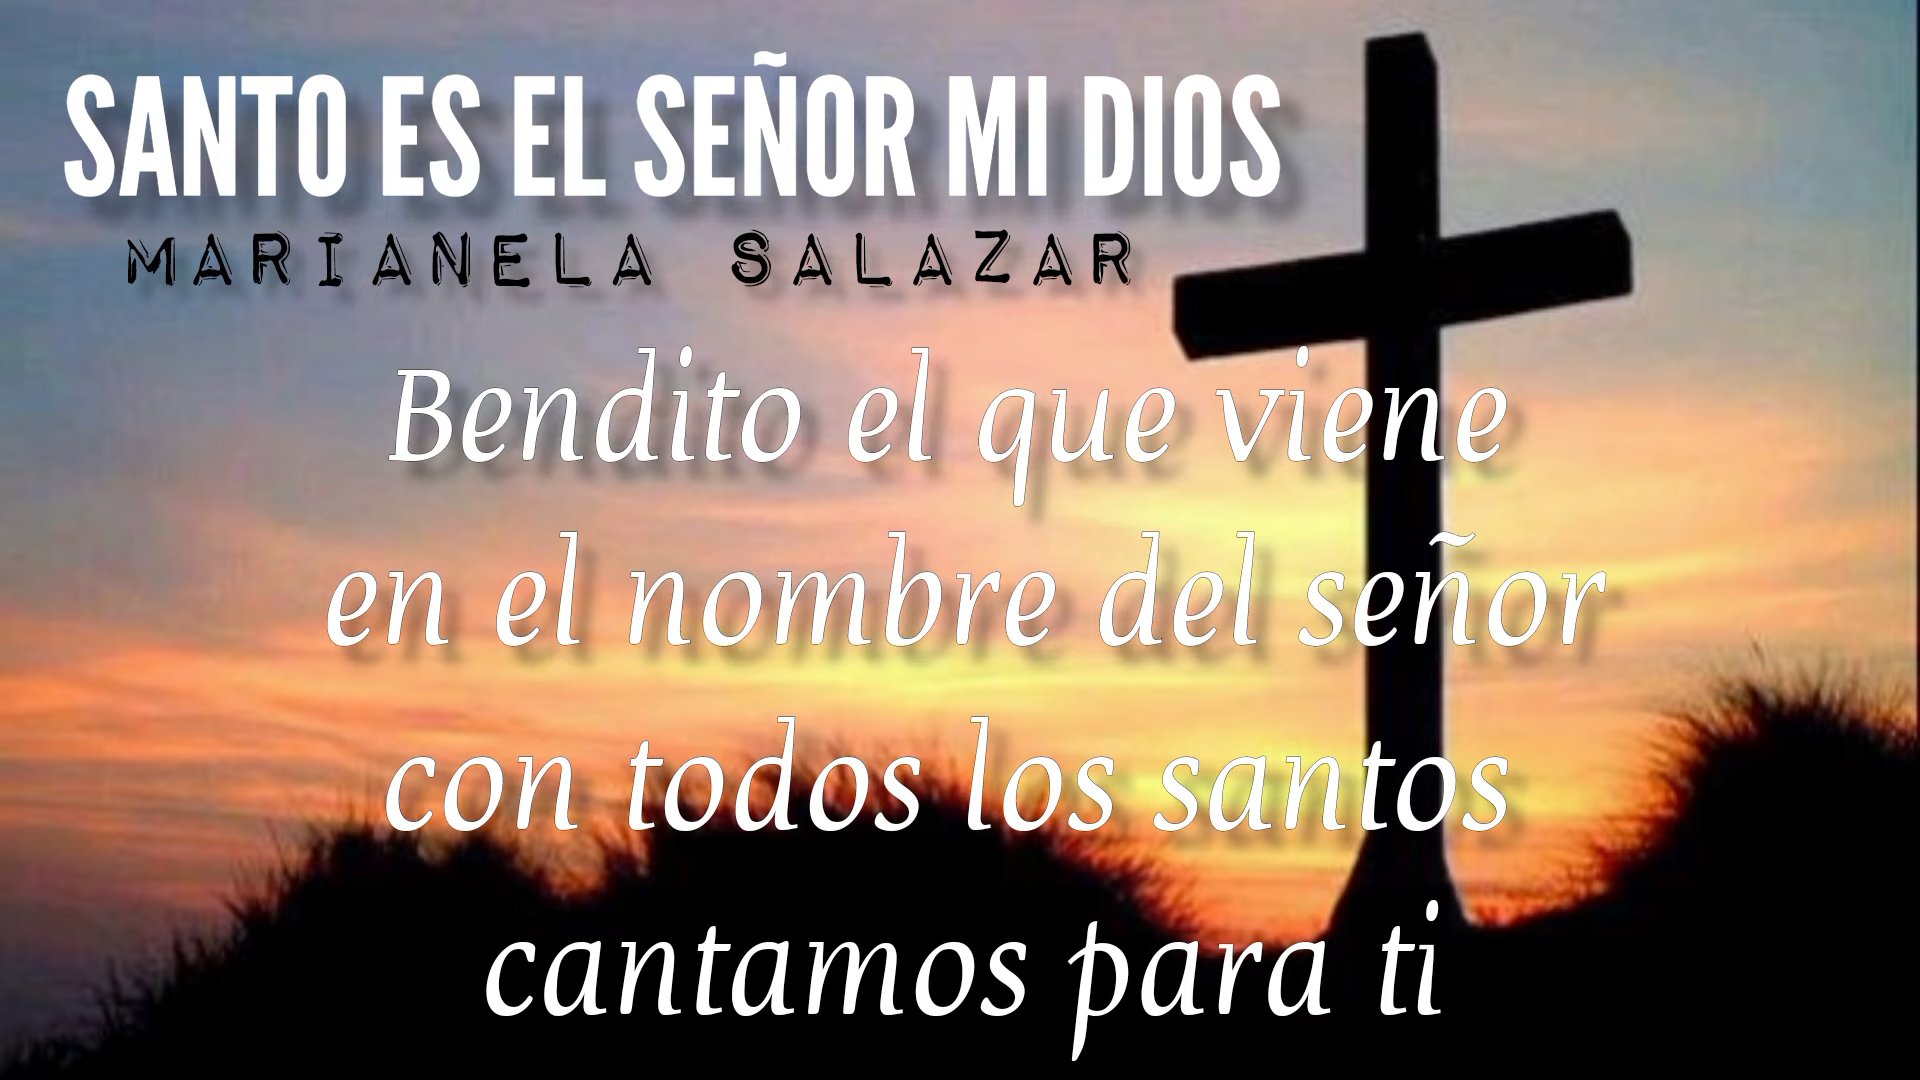 SANTO ES EL SEÑOR MI DIOS
MARIANELA SALAZAR
Bendito el que viene
en el nombre del señor
con todos los santos
cantamos para ti